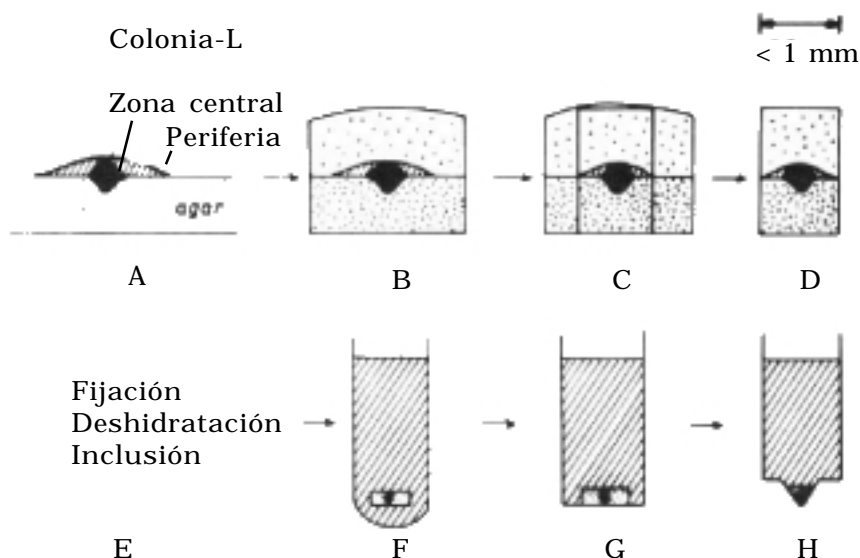 Colonia-L
< 1 mm
Zona central
Periferia
agar
A
B
C
D
Fijación
Deshidratación
Inclusión
E
F
G
H